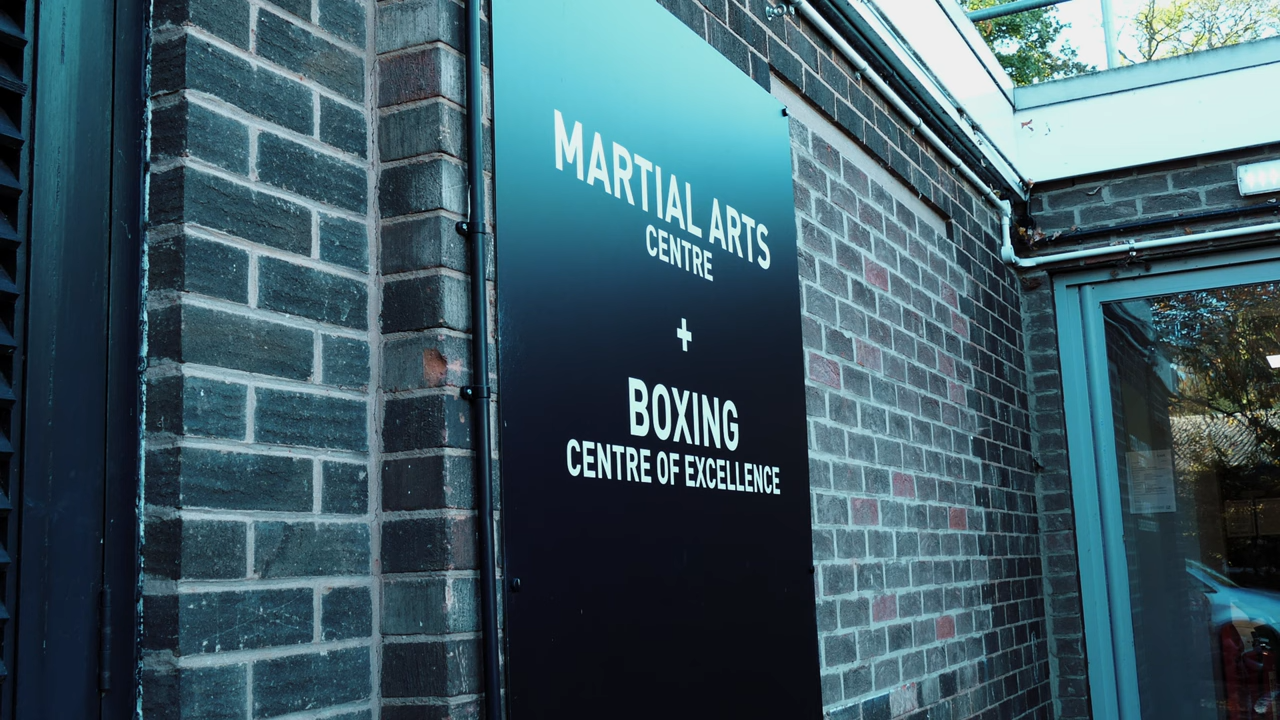 MARTIAL ARTS
CENTRE
+
BOXING
CENTRE OF EXCELLENCE